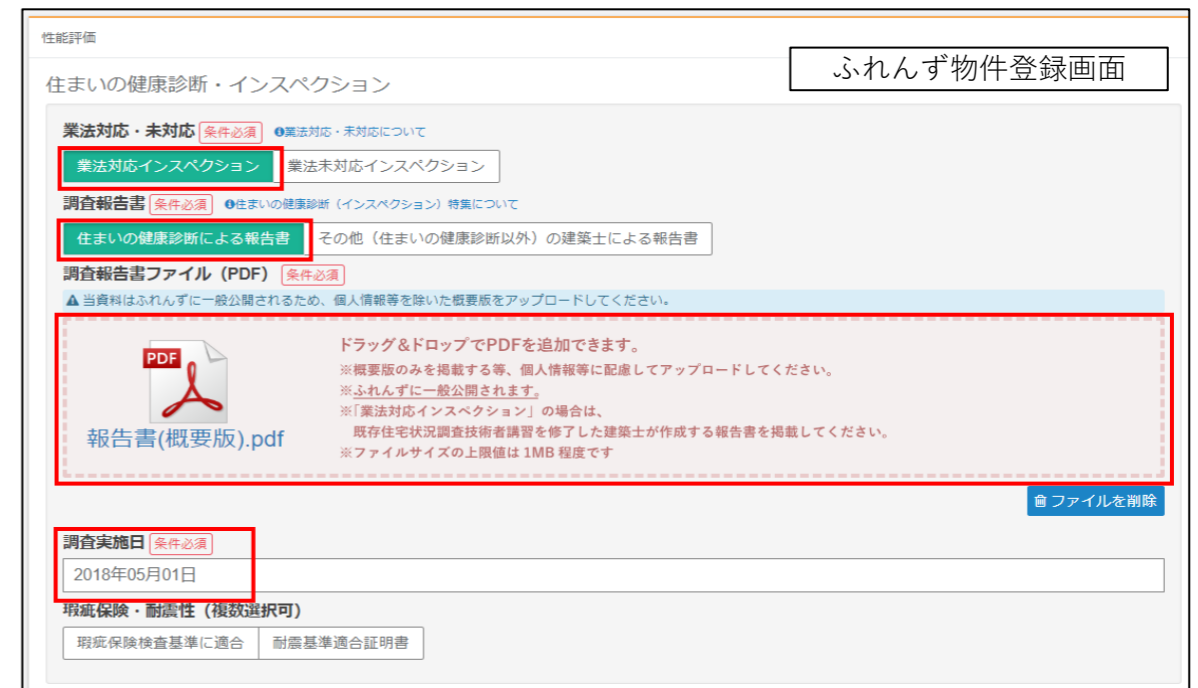 性能評価
ふれんず物件登録画面
住まいの健康診断・インスペクション
業法対応・未対応 条件必須 業法対応・未対応について
業法対応インスペクション 業法未対応インスペクション
調査報告書 条件必須 住まいの健康診断（インスペクション）特集について
住まいの健康診断による報告書 その他（住まいの健康診断以外）の建築士による報告書
調査報告書ファイル（PDF） 条件必須
当資料はふれんずに一般公開されるため、個人情報等を除いた概要版をアップロードしてください。
PDF
報告書(概要版).pdf
ドラッグ&ドロップでPDFを追加できます。
※概要版のみを掲載する等、個人情報等に配慮してアップロードしてください。
※ふれんずに一般公開されます。
※「業法対応インスペクション」の場合は、
既存住宅状況調査技術者講習を修了した建築士が作成する報告書を掲載してください。
※ファイルサイズの上限値は1MB程度です
ファイルを削除
調査実施日 条件必須
2018年05月01日
瑕疵保険・耐震性（複数選択可）
瑕疵保険検査基準に適合 耐震基準適合証明書